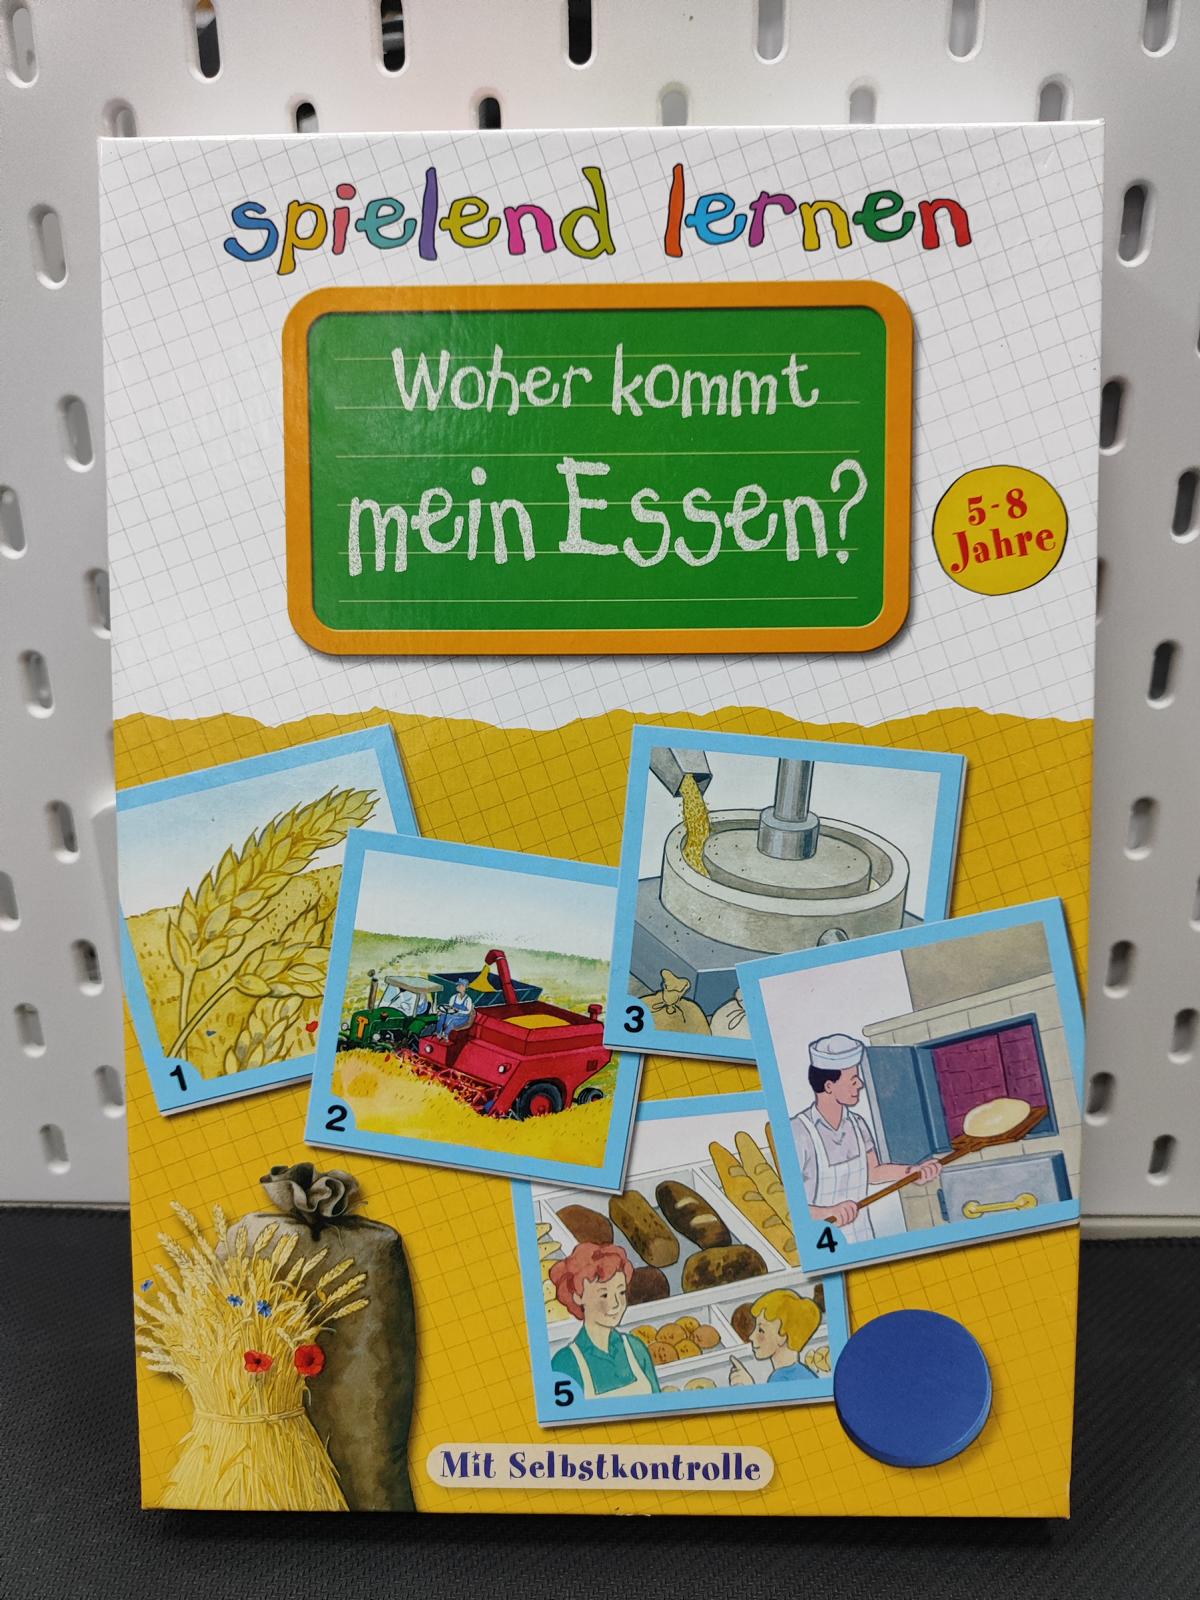 spielend lernen
Woher kommt
mein Essen?
5-8
Jahre
1
2
3
4
5
Mit Selbstkontrolle